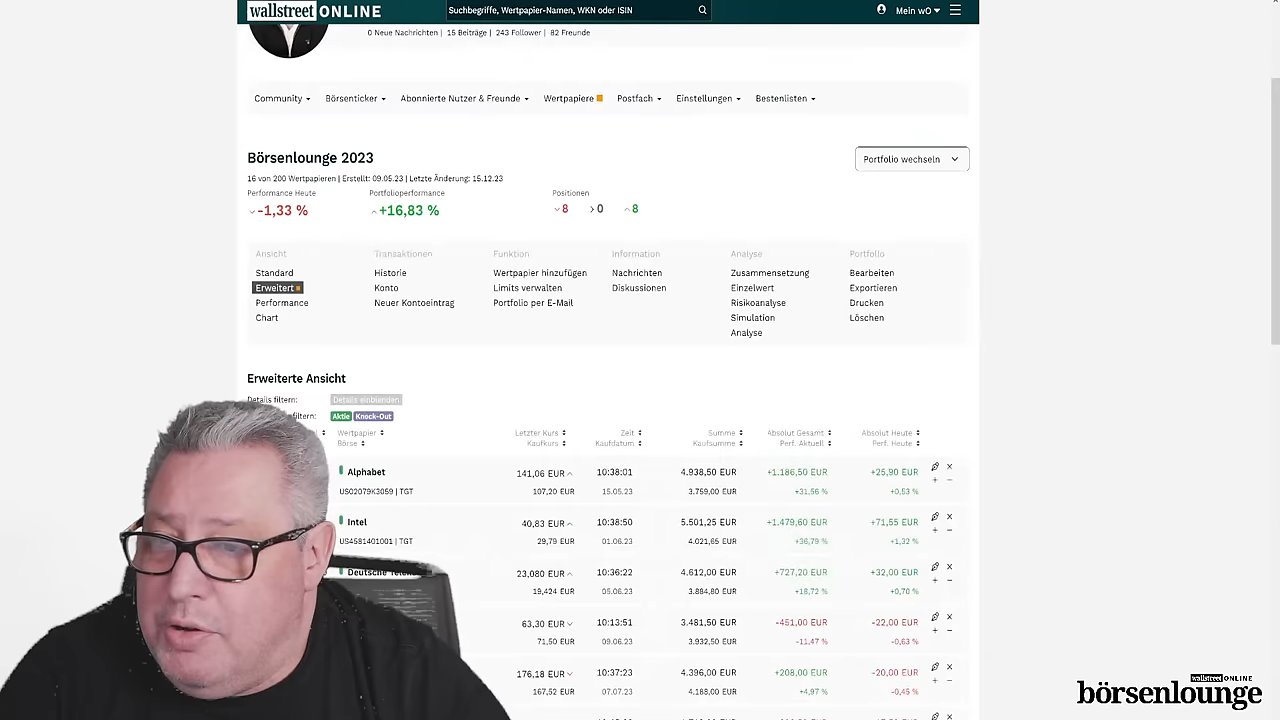 wallstreet ONLINE
Suchbegriffe, Wertpapier-Namen, WKN oder ISIN
Mein wO
0 Neue Nachrichten | 15 Beiträge | 243 Follower | 82 Freunde
Community Börsenticker Abonnierte Nutzer & Freunde Wertpapiere Postfach Einstellungen Bestenlisten
Börsenlounge 2023
Portfolio wechseln
16 von 200 Wertpapieren | Erstellt: 09.05.23 | Letzte Änderung: 15.12.23
Performance Heute Portfolioperformance Positionen
-1,33 % +16,83 % 8 0 8
Ansicht Transaktionen Funktion Information Analyse Portfolio
Standard Historie Wertpapier hinzufügen Nachrichten Zusammensetzung Bearbeiten
Erweitert Konto Limits verwalten Diskussionen Einzelwert Exportieren
Performance Neuer Kontoeintrag Portfolio per E-Mail Risikoanalyse Drucken
Chart Simulation Löschen
Analyse
Erweiterte Ansicht
Details filtern: Details einblenden
filtern: Aktie Knock-Out
Wertpapier Letzter Kurs Zeit Summe Absolut Gesamt Absolut Heute
Börse Kaufkurs Kaufdatum Kaufsumme Perf. Aktuell Perf. Heute
Alphabet 141,06 EUR 10:38:01 4.938,50 EUR +1.186,50 EUR +25,90 EUR
US02079K3059 | TGT 107,20 EUR 15.05.23 3.759,00 EUR +31,56 % +0,53 %
Intel 40,83 EUR 10:38:50 5.501,25 EUR +1.479,60 EUR +71,55 EUR
US4581401001 | TGT 29,79 EUR 01.06.23 4.021,65 EUR +36,79 % +1,32 %
Deutsche 23,080 EUR 10:36:22 4.612,00 EUR +727,20 EUR +32,00 EUR
19,424 EUR 05.06.23 3.884,80 EUR +18,72 % +0,70 %
63,30 EUR 10:13:51 3.481,50 EUR -451,00 EUR -22,00 EUR
71,50 EUR 09.06.23 3.932,50 EUR -11,47 % -0,63 %
176,18 EUR 10:37:23 4.396,00 EUR +208,00 EUR -20,00 EUR
167,52 EUR 07.07.23 4.188,00 EUR +4,97 % -0,45 %
wallstreet ONLINE
börsenlounge